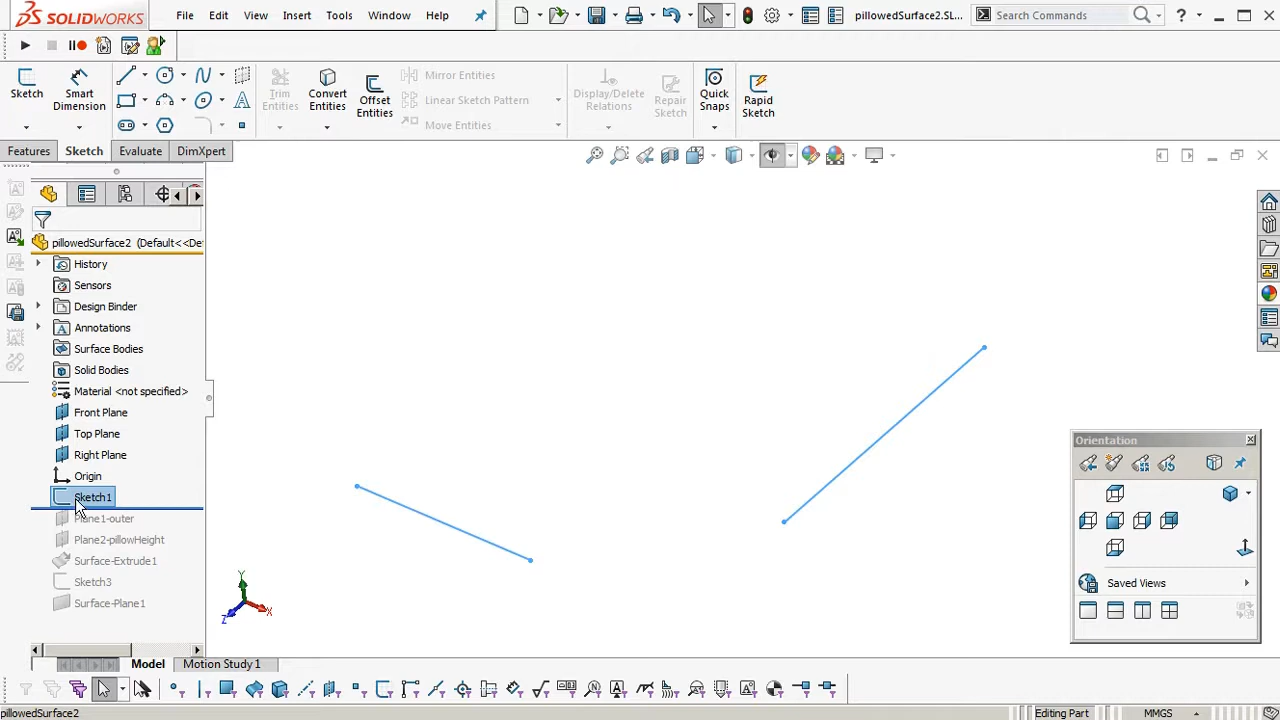 SOLIDWORKS
File Edit View Insert Tools Window Help
pillowedSurface2.SL...
Search Commands
?
Sketch
Smart Dimension
Trim Entities
Convert Entities
Offset Entities
Mirror Entities
Linear Sketch Pattern
Move Entities
Display/Delete Relations
Repair Sketch
Quick Snaps
Rapid Sketch
Features Sketch Evaluate DimXpert
pillowedSurface2 (Default<<De
History
Sensors
Design Binder
Annotations
Surface Bodies
Solid Bodies
Material <not specified>
Front Plane
Top Plane
Right Plane
Origin
Sketch1
Plane1-outer
Plane2-pillowHeight
Surface-Extrude1
Sketch3
Surface-Plane1
Y
X
Z
Orientation
Saved Views
Model Motion Study 1
pillowedSurface2
Editing Part
MMGS